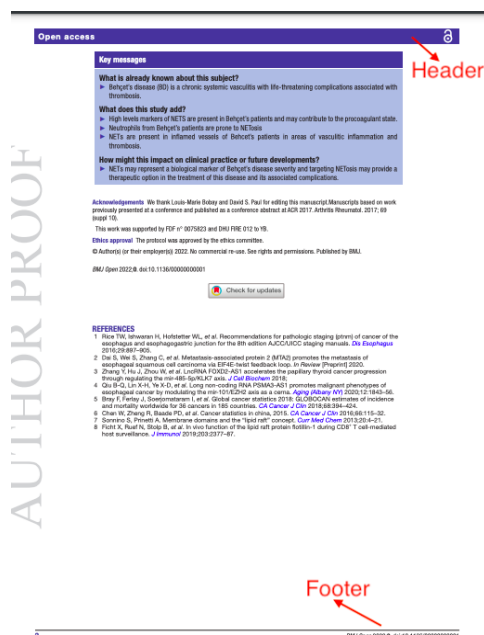 Open access
Header
Key messages
What is already known about this subject?
► Behçet's disease (BD) is a chronic systemic vasculitis with life-threatening complications associated with
thrombosis.
What does this study add?
► High levels markers of NETS are present in Behçet's patients and may contribute to the procoagulant state.
► Neutrophils from Behçet's patients are prone to NETosis
► NETs are present in inflamed vessels of Behcet's patients in areas of vasculitic inflammation and
thrombosis.
How might this impact on clinical practice or future developments?
► NETs may represent a biological marker of Behçet's disease severity and targeting NETosis may provide a
therapeutic option in the treatment of this disease and its associated complications.
AUTHOR PROOF
Acknowledgements We thank Louis-Marie Bobay and David S. Paul for editing this manuscript.Manuscripts based on work
previously presented at a conference and published as a conference abstract at ACR 2017. Arthritis Rheumatol. 2017; 69
(suppl 10).
This work was supported by FDF n° 0075823 and DHU FIRE 012 to YB.
Ethics approval The protocol was approved by the ethics committee.
© Author(s) (or their employer(s)) 2022. No commercial re-use. See rights and permissions. Published by BMJ.
BMJ Open 2022;0. doi:10.1136/00000000001
Check for updates
REFERENCES
1 Rice TW, Ishwaran H, Hofstetter WL, et al. Recommendations for pathologic staging (ptnm) of cancer of the
esophagus and esophagogastric junction for the 8th edition AJCC/UICC staging manuals. Dis Esophagus
2016;29:897–905.
2 Dai S, Wei S, Zhang C, et al. Metastasis-associated protein 2 (MTA2) promotes the metastasis of
esophageal squamous cell carcinoma via EIF4E-twist feedback loop. In Review [Preprint] 2020.
3 Zhang Y, Hu J, Zhou W, et al. LncRNA FOXD2-AS1 accelerates the papillary thyroid cancer progression
through regulating the mir-485-5p/KLK7 axis. J Cell Biochem 2018;
4 Qiu B-Q, Lin X-H, Ye X-D, et al. Long non-coding RNA PSMA3-AS1 promotes malignant phenotypes of
esophageal cancer by modulating the mir-101/EZH2 axis as a cerna. Aging (Albany NY) 2020;12:1843–56.
5 Bray F, Ferlay J, Soerjomataram I, et al. Global cancer statistics 2018: GLOBOCAN estimates of incidence
and mortality worldwide for 36 cancers in 185 countries. CA Cancer J Clin 2018;68:394–424.
6 Chen W, Zheng R, Baade PD, et al. Cancer statistics in china, 2015. CA Cancer J Clin 2016;66:115–32.
7 Sonnino S, Prinetti A. Membrane domains and the "lipid raft" concept. Curr Med Chem 2013;20:4–21.
8 Ficht X, Ruef N, Stolp B, et al. In vivo function of the lipid raft protein flotillin-1 during CD8⁺ T cell-mediated
host surveillance. J Immunol 2019;203:2377–87.
Footer